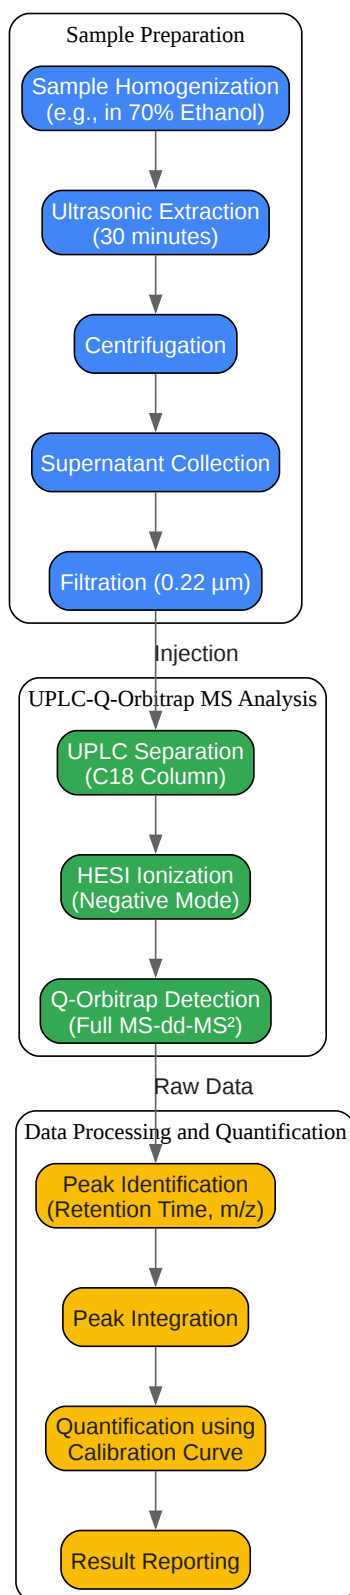 Sample Preparation
Sample Homogenization
(e.g., in 70% Ethanol)
Ultrasonic Extraction
(30 minutes)
Centrifugation
Supernatant Collection
Filtration (0.22 µm)
Injection
UPLC-Q-Orbitrap MS Analysis
UPLC Separation
(C18 Column)
HESI Ionization
(Negative Mode)
Q-Orbitrap Detection
(Full MS-dd-MS²)
Raw Data
Data Processing and Quantification
Peak Identification
(Retention Time, m/z)
Peak Integration
Quantification using
Calibration Curve
Result Reporting